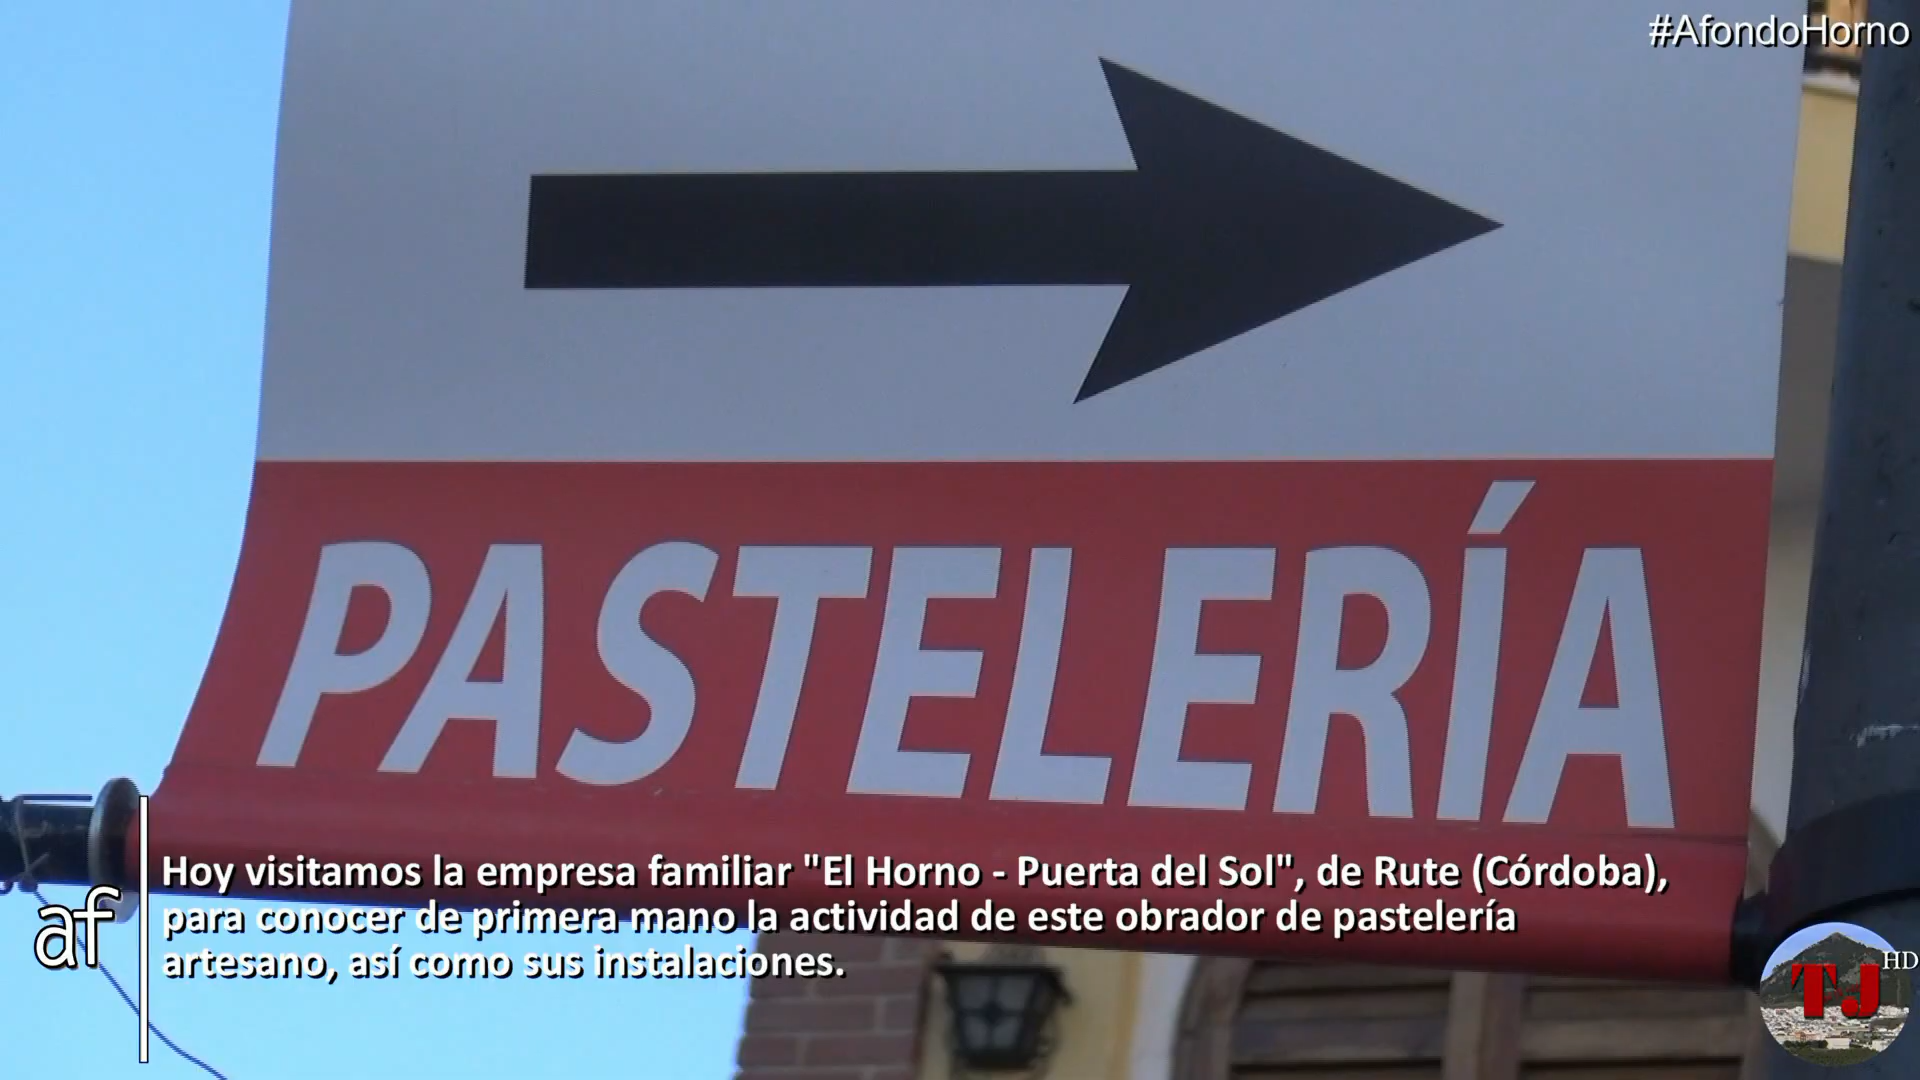 #AfondoHorno
PASTELERÍA
Hoy visitamos la empresa familiar "El Horno - Puerta del Sol", de Rute (Córdoba),
para conocer de primera mano la actividad de este obrador de pastelería
artesano, así como sus instalaciones.
af
TJ
HD